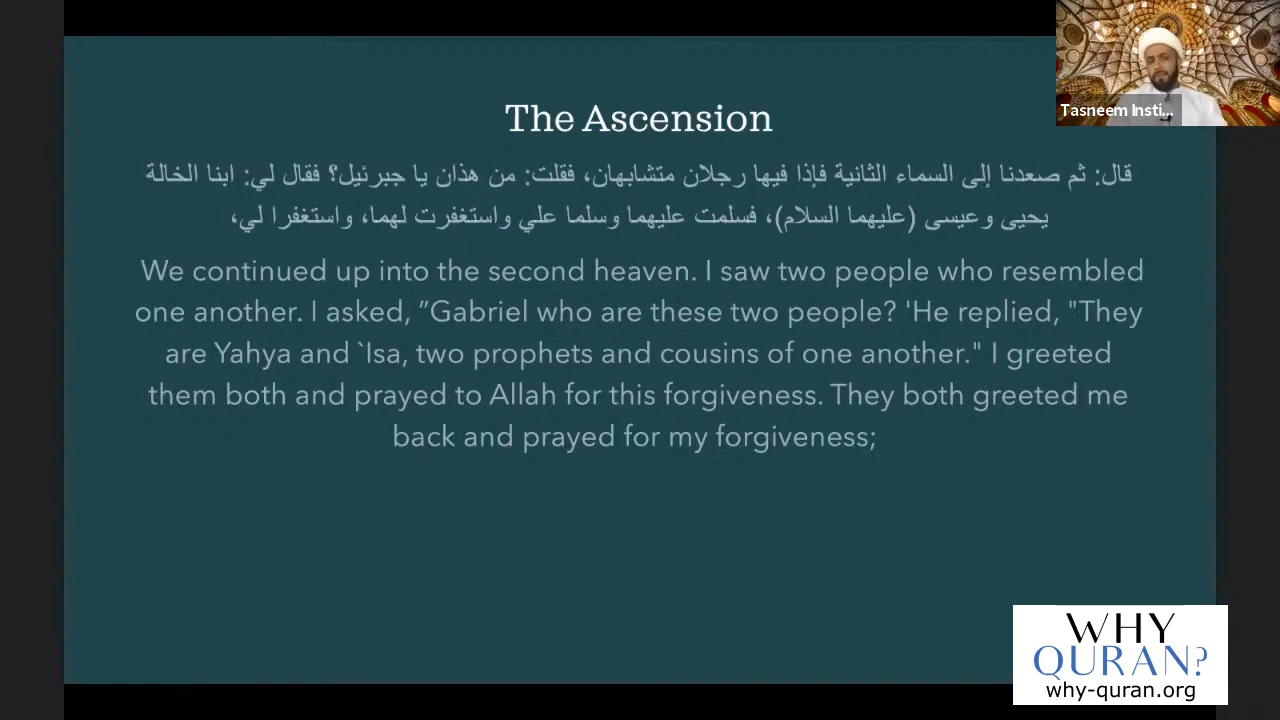 Tasneem Insti...
The Ascension
قال: ثم صعدنا إلى السماء الثانية فإذا فيها رجلان متشابهان، فقلت: من هذان يا جبرئيل؟ فقال لي: ابنا الخالة
يحيى وعيسى (عليهما السلام)، فسلمت عليهما وسلما علي واستغفرت لهما، واستغفرا لي،
We continued up into the second heaven. I saw two people who resembled
one another. I asked, ”Gabriel who are these two people? 'He replied, "They
are Yahya and `Isa, two prophets and cousins of one another." I greeted
them both and prayed to Allah for this forgiveness. They both greeted me
back and prayed for my forgiveness;
WHY
QURAN?
why-quran.org